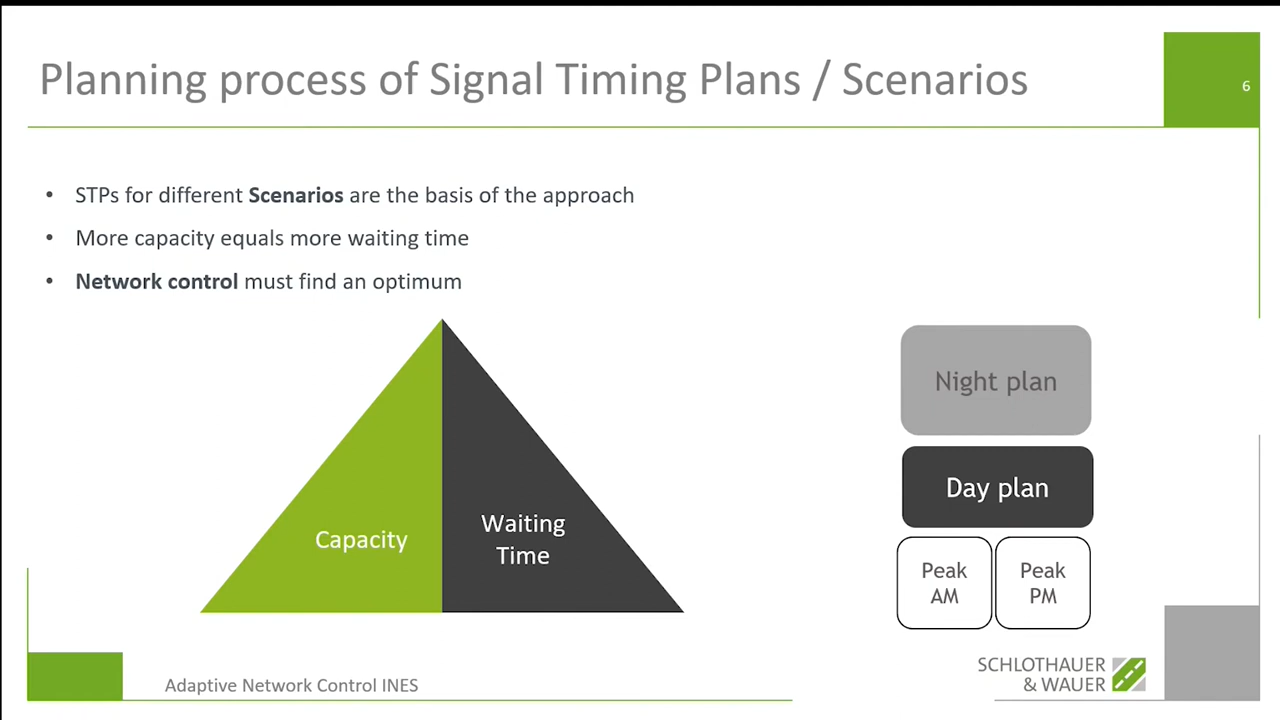 Planning process of Signal Timing Plans / Scenarios
6
• STPs for different Scenarios are the basis of the approach
• More capacity equals more waiting time
• Network control must find an optimum
Capacity
Waiting
Time
Night plan
Day plan
Peak
AM
Peak
PM
Adaptive Network Control INES
SCHLOTHAUER
& WAUER